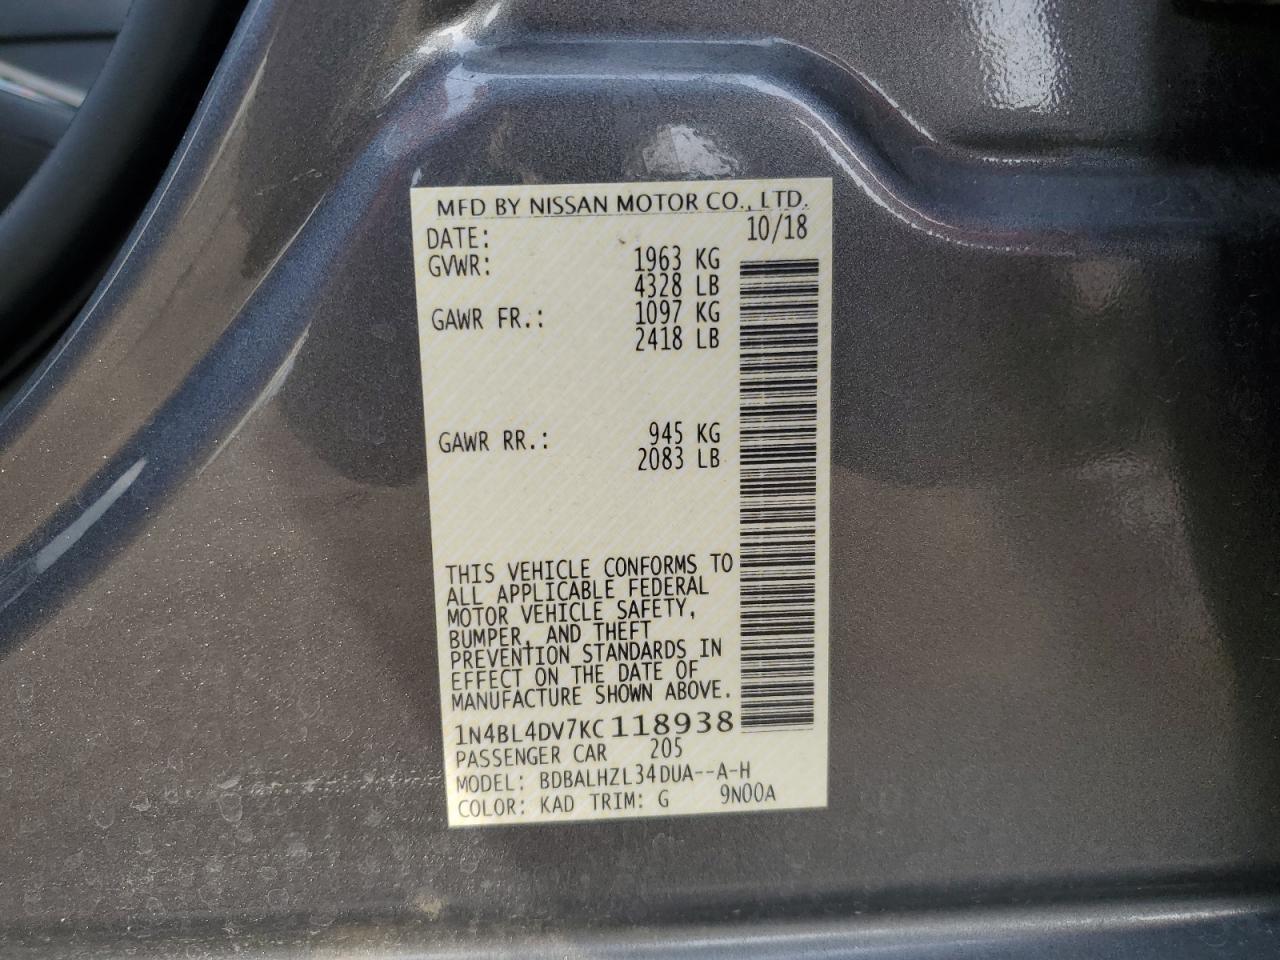 MFD BY NISSAN MOTOR CO., LTD.
DATE: 10/18
GVWR: 1963 KG
4328 LB
GAWR FR.: 1097 KG
2418 LB
GAWR RR.: 945 KG
2083 LB
THIS VEHICLE CONFORMS TO
ALL APPLICABLE FEDERAL
MOTOR VEHICLE SAFETY,
BUMPER, AND THEFT
PREVENTION STANDARDS IN
EFFECT ON THE DATE OF
MANUFACTURE SHOWN ABOVE.
1N4BL4DV7KC118938
PASSENGER CAR 205
MODEL: BDBALHZL34DUA--A-H
COLOR: KAD TRIM: G 9N00A